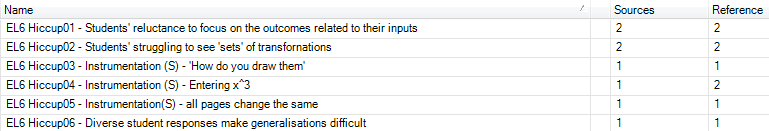 Name Sources Reference
EL6 Hiccup01 - Students' reluctance to focus on the outcomes related to their inputs 2 2
EL6 Hiccup02 - Students' struggling to see 'sets' of transfornations 2 2
EL6 Hiccup03 - Instrumentation (S) - 'How do you draw them' 1 1
EL6 Hiccup04 - Instrumentation (S) - Entering x^3 1 2
EL6 Hiccup05 - Instrumentation(S) - all pages change the same 1 1
EL6 Hiccup06 - Diverse student responses make generalisations difficult 1 1